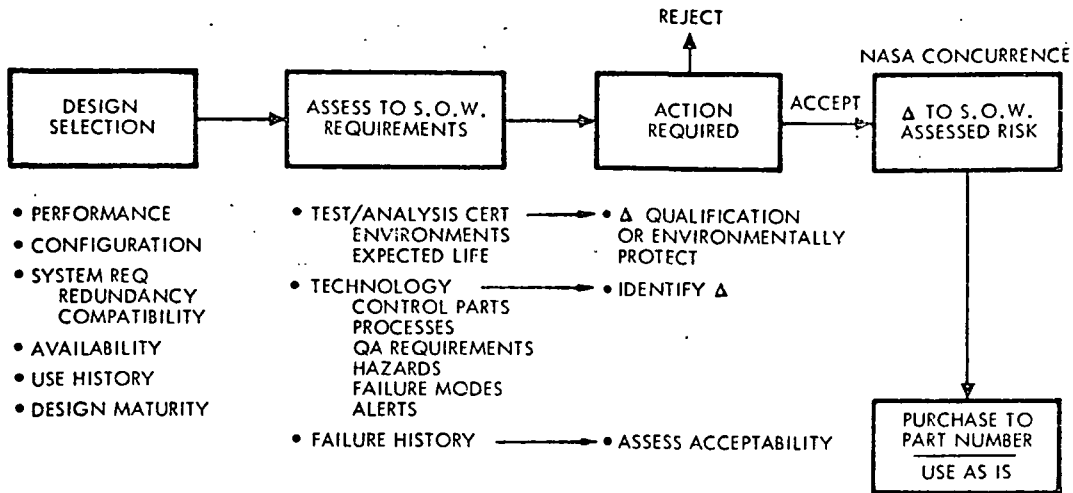 REJECT
NASA CONCURRENCE
DESIGN
SELECTION
ASSESS TO S.O.W.
REQUIREMENTS
ACTION
REQUIRED
ACCEPT
Δ TO S.O.W.
ASSESSED RISK
• PERFORMANCE
• CONFIGURATION
• SYSTEM REQ
REDUNDANCY
COMPATIBILITY
• AVAILABILITY
• USE HISTORY
• DESIGN MATURITY
• TEST/ANALYSIS CERT
ENVIRONMENTS
EXPECTED LIFE
• TECHNOLOGY
CONTROL PARTS
PROCESSES
QA REQUIREMENTS
HAZARDS
FAILURE MODES
ALERTS
• FAILURE HISTORY
• Δ QUALIFICATION
OR ENVIRONMENTALLY
PROTECT
• IDENTIFY Δ
• ASSESS ACCEPTABILITY
PURCHASE TO
PART NUMBER
USE AS IS